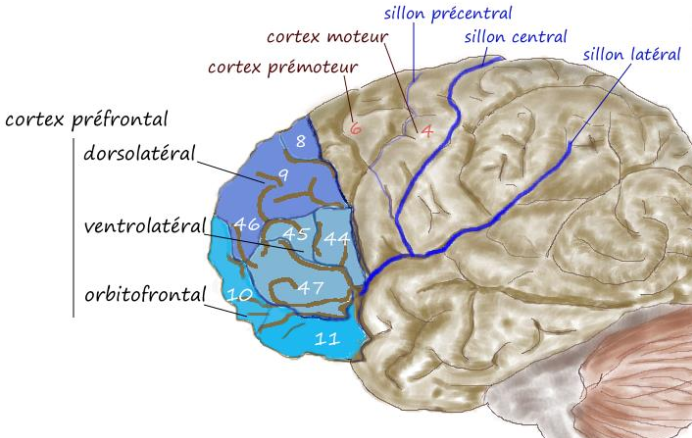 sillon précentral
sillon central
cortex moteur
sillon latéral
cortex prémoteur
cortex préfrontal
6
4
8
dorsolatéral
9
ventrolatéral
46
45
44
orbitofrontal
10
47
11